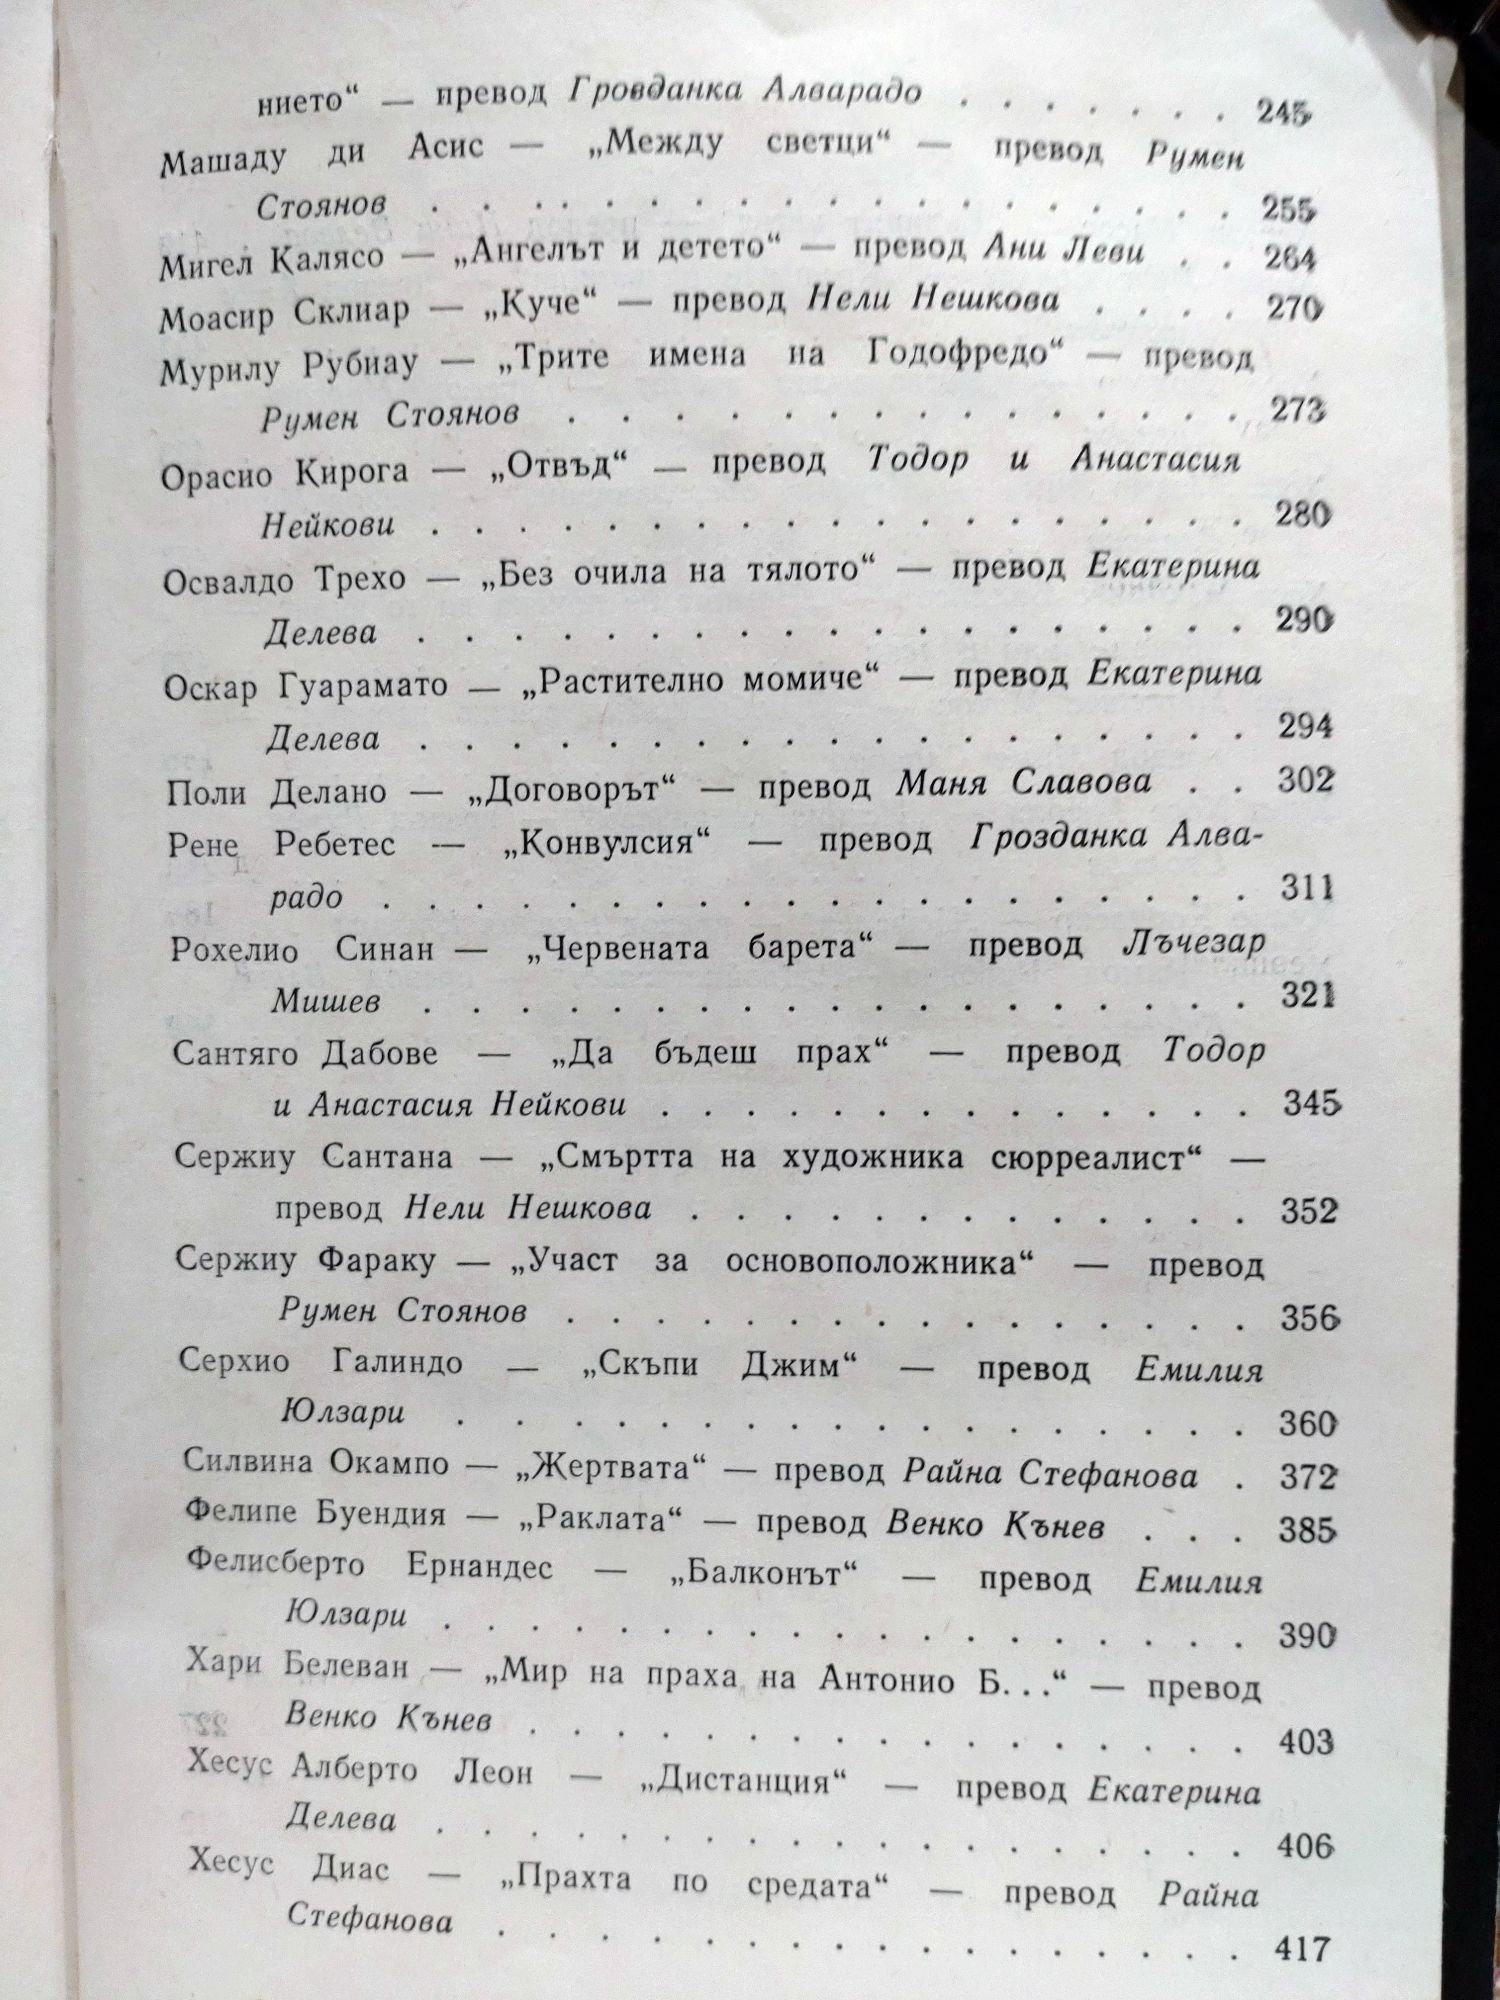 нието“ — превод Гровданка Алварадо . . . . . . . 245
Машаду ди Асис — „Между светци“ — превод Румен
Стоянов . . . . . . . . . . . . . . . . . . . 255
Мигел Калясо — „Ангелът и детето“ — превод Ани Леви . . 264
Моасир Склиар — „Куче“ — превод Нели Нешкова . . . . 270
Мурилу Рубиау — „Трите имена на Годофредо“ — превод
Румен Стоянов . . . . . . . . . . . . . . . . 273
Орасио Кирога — „Отвъд“ — превод Тодор и Анастасия
Нейкови . . . . . . . . . . . . . . . . . . . 280
Освалдо Трехо — „Без очила на тялото“ — превод Екатерина
Делева . . . . . . . . . . . . . . . . . . . 290
Оскар Гуарамато — „Растително момиче“ — превод Екатерина
Делева . . . . . . . . . . . . . . . . . . . 294
Поли Делано — „Договорът“ — превод Маня Славова . . 302
Рене Ребетес — „Конвулсия“ — превод Грозданка Алва-
радо . . . . . . . . . . . . . . . . . . . . 311
Рохелио Синан — „Червената барета“ — превод Лъчезар
Мишев . . . . . . . . . . . . . . . . . . . 321
Сантяго Дабове — „Да бъдеш прах“ — превод Тодор
и Анастасия Нейкови . . . . . . . . . . . . . . 345
Сержиу Сантана — „Смъртта на художника сюрреалист“ —
превод Нели Нешкова . . . . . . . . . . . . . 352
Сержиу Фараку — „Участ за основоположника“ — превод
Румен Стоянов . . . . . . . . . . . . . . . . 356
Серхио Галиндо — „Скъпи Джим“ — превод Емилия
Юлзари . . . . . . . . . . . . . . . . . . . 360
Силвина Окампо — „Жертвата“ — превод Райна Стефанова . 372
Фелипе Буендия — „Раклата“ — превод Венко Кънев . . . 385
Фелисберто Ернандес — „Балконът“ — превод Емилия
Юлзари . . . . . . . . . . . . . . . . . . . 390
Хари Белеван — „Мир на праха на Антонио Б. . .“ — превод
Венко Кънев . . . . . . . . . . . . . . . . . 403
Хесус Алберто Леон — „Дистанция“ — превод Екатерина
Делева . . . . . . . . . . . . . . . . . . . 406
Хесус Диас — „Прахта по средата“ — превод Райна
Стефанова . . . . . . . . . . . . . . . . . . 417